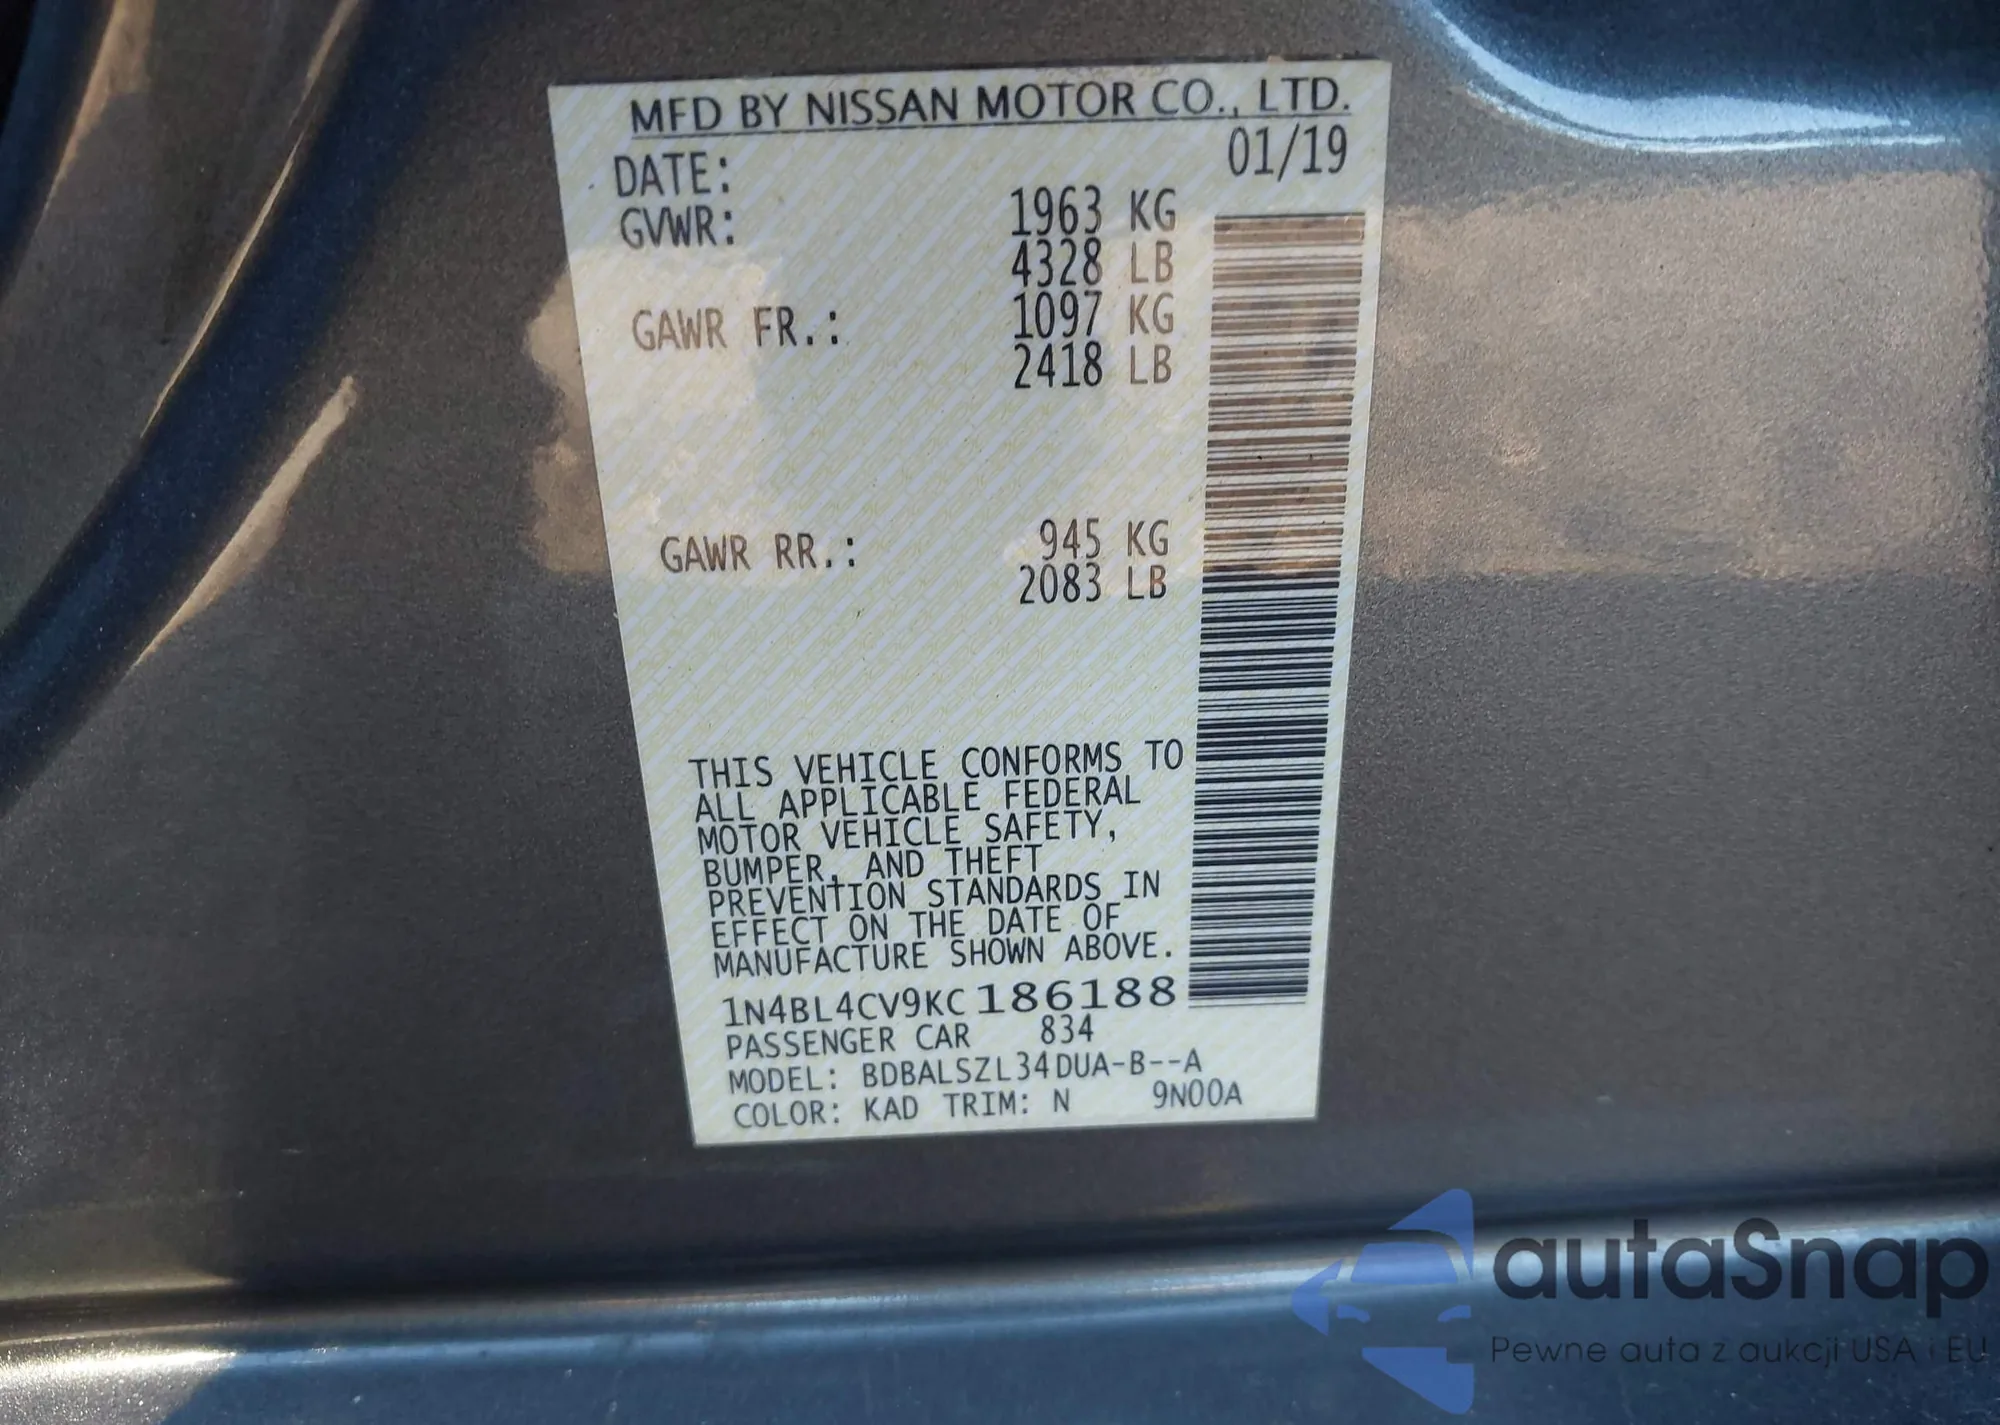 MFD BY NISSAN MOTOR CO., LTD.
DATE: 01/19
GVWR: 1963 KG
4328 LB
GAWR FR.: 1097 KG
2418 LB
GAWR RR.: 945 KG
2083 LB
THIS VEHICLE CONFORMS TO
ALL APPLICABLE FEDERAL
MOTOR VEHICLE SAFETY,
BUMPER, AND THEFT
PREVENTION STANDARDS IN
EFFECT ON THE DATE OF
MANUFACTURE SHOWN ABOVE.
1N4BL4CV9KC186188
PASSENGER CAR 834
MODEL: BDBALSZL34DUA-B--A
COLOR: KAD TRIM: N 9N00A
autaSnap
Pewne auta z aukcji USA i EU